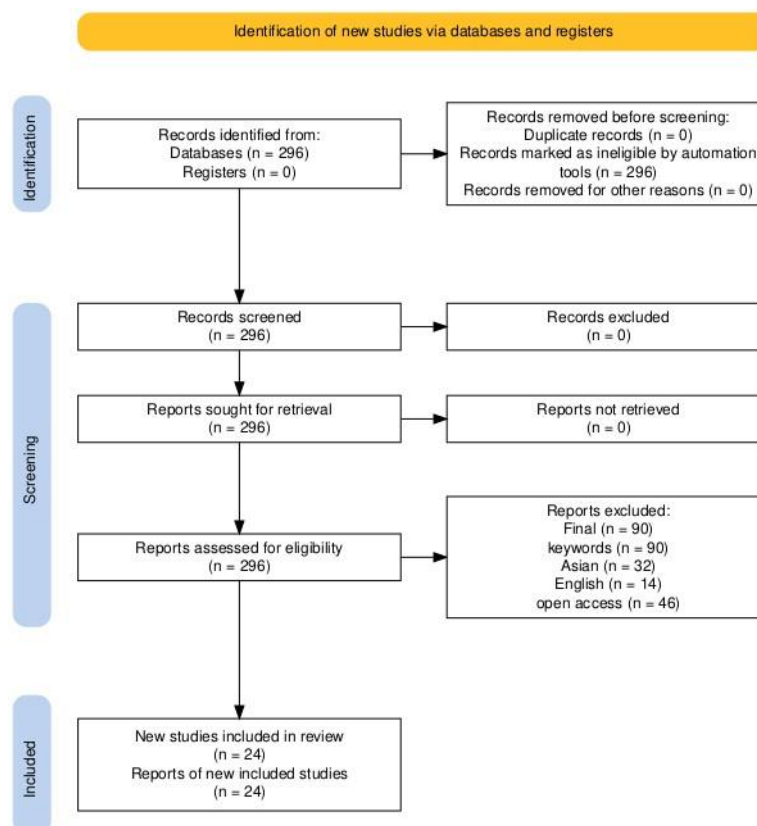 Identification of new studies via databases and registers
Identification
Records identified from:
Databases (n = 296)
Registers (n = 0)
Records removed before screening:
Duplicate records (n = 0)
Records marked as ineligible by automation
tools (n = 296)
Records removed for other reasons (n = 0)
Screening
Records screened
(n = 296)
Records excluded
(n = 0)
Reports sought for retrieval
(n = 296)
Reports not retrieved
(n = 0)
Reports assessed for eligibility
(n = 296)
Reports excluded:
Final (n = 90)
keywords (n = 90)
Asian (n = 32)
English (n = 14)
open access (n = 46)
Included
New studies included in review
(n = 24)
Reports of new included studies
(n = 24)